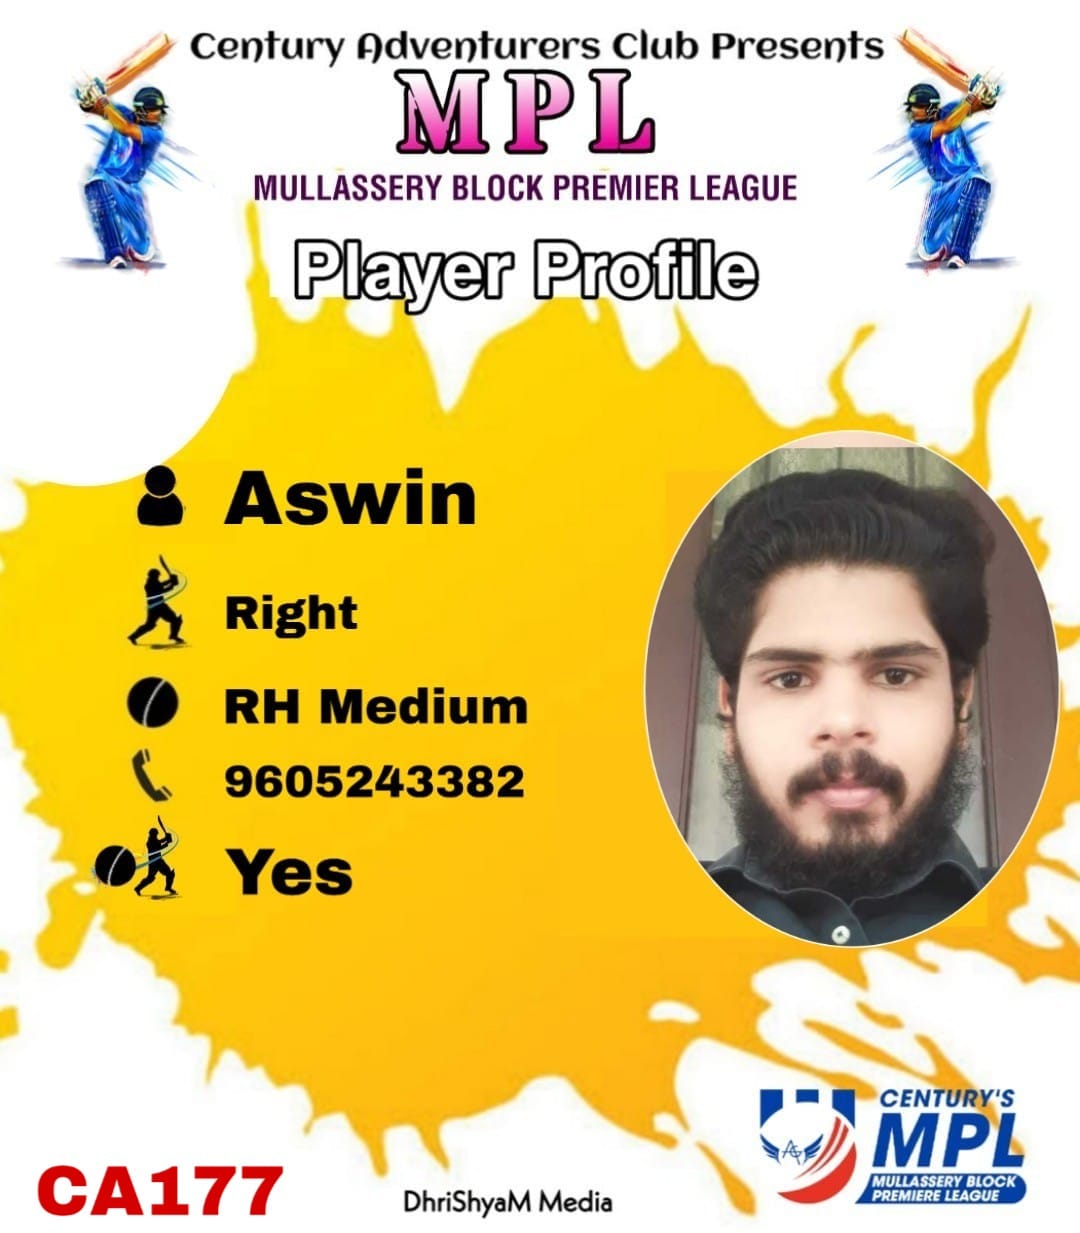 Century Adventurers Club Presents
MPL
MULLASSERY BLOCK PREMIER LEAGUE
Player Profile
Aswin
Right
RH Medium
9605243382
Yes
CENTURY'S
MPL
MULLASSERY BLOCK
PREMIERE LEAGUE
CA177
DhriShyaM Media